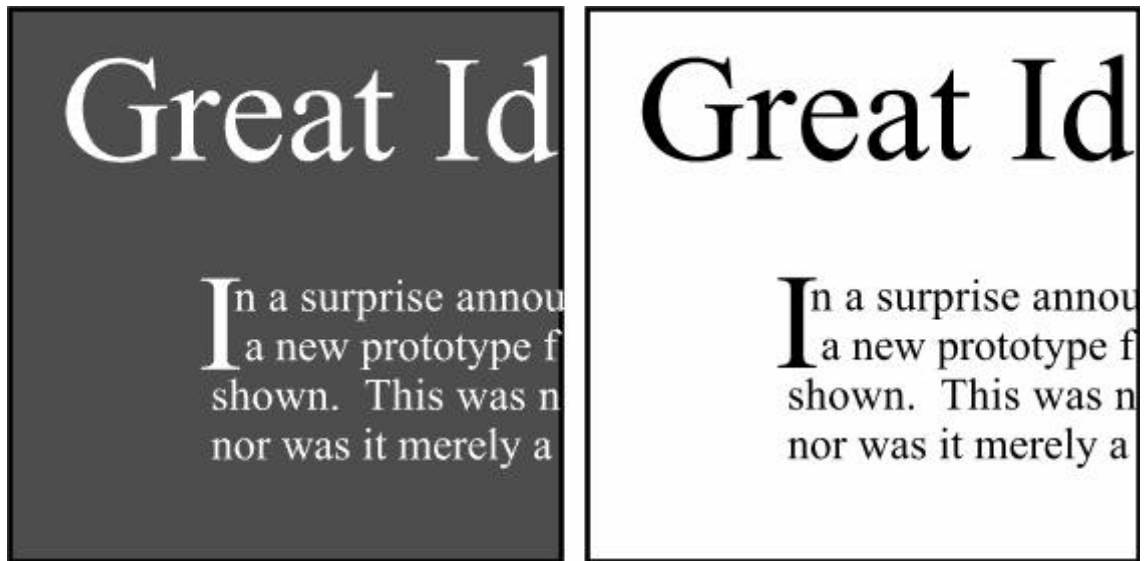 Great Id
In a surprise annou
a new prototype f
shown. This was n
nor was it merely a
Great Id
In a surprise annou
a new prototype f
shown. This was n
nor was it merely a